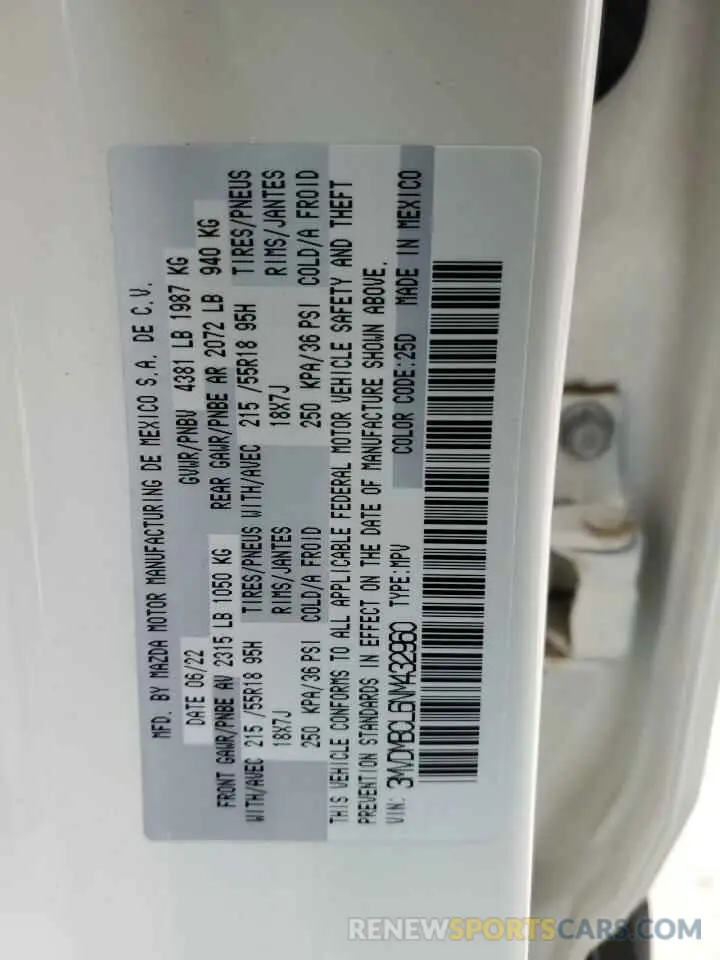 MFD. BY MAZDA MOTOR MANUFACTURING DE MEXICO S.A. DE C.V.
DATE 06/22 GVWR/PNBV 4381 LB 1987 KG
FRONT GAWR/PNBE AV 2315 LB 1050 KG REAR GAWR/PNBE AR 2072 LB 940 KG
WITH/AVEC 215 /55R18 95H TIRES/PNEUS WITH/AVEC 215 /55R18 95H TIRES/PNEUS
18X7J RIMS/JANTES 18X7J RIMS/JANTES
250 KPA/36 PSI COLD/A FROID 250 KPA/36 PSI COLD/A FROID
THIS VEHICLE CONFORMS TO ALL APPLICABLE FEDERAL MOTOR VEHICLE SAFETY AND THEFT
PREVENTION STANDARDS IN EFFECT ON THE DATE OF MANUFACTURE SHOWN ABOVE.
VIN: 3MVDMBCL6NM432960 TYPE:MPV COLOR CODE:25D MADE IN MEXICO
RENEWSPORTSCARS.COM